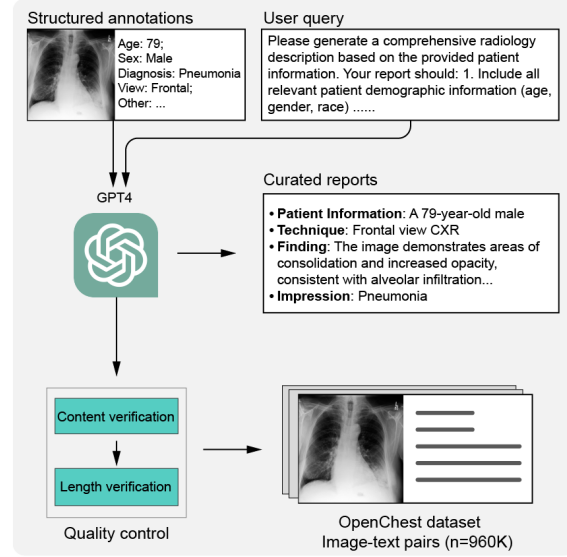 Structured annotations
Age: 79;
Sex: Male
Diagnosis: Pneumonia
View: Frontal;
Other: ...
User query
Please generate a comprehensive radiology
description based on the provided patient
information. Your report should: 1. Include all
relevant patient demographic information (age,
gender, race) ......
GPT4
Curated reports
• Patient Information: A 79-year-old male
• Technique: Frontal view CXR
• Finding: The image demonstrates areas of
consolidation and increased opacity,
consistent with alveolar infiltration...
• Impression: Pneumonia
Content verification
Length verification
Quality control
OpenChest dataset
Image-text pairs (n=960K)